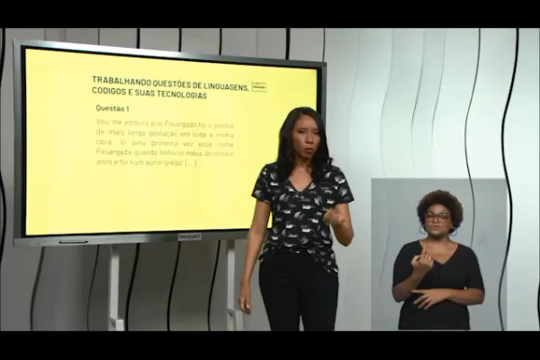 TRABALHANDO QUESTÕES DE LINGUAGENS,
CÓDIGOS E SUAS TECNOLOGIAS
Questão 1
Vou me embora pra Pasárgada foi o poema
de mais longa gestação em toda a minha
obra. Vi pela primeira vez esse nome
Pasárgada quando tinha os meus dezesseis
anos e foi num autor grego. [...]